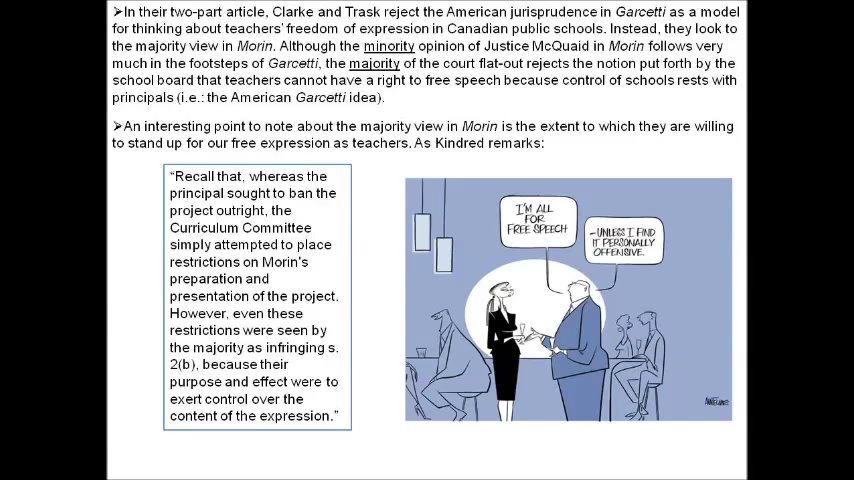 ➢In their two-part article, Clarke and Trask reject the American jurisprudence in Garcetti as a model
for thinking about teachers' freedom of expression in Canadian public schools. Instead, they look to
the majority view in Morin. Although the minority opinion of Justice McQuaid in Morin follows very
much in the footsteps of Garcetti, the majority of the court flat-out rejects the notion put forth by the
school board that teachers cannot have a right to free speech because control of schools rests with
principals (i.e.: the American Garcetti idea).
➢An interesting point to note about the majority view in Morin is the extent to which they are willing
to stand up for our free expression as teachers. As Kindred remarks:
“Recall that, whereas the
principal sought to ban the
project outright, the
Curriculum Committee
simply attempted to place
restrictions on Morin's
preparation and
presentation of the project.
However, even these
restrictions were seen by
the majority as infringing s.
2(b), because their
purpose and effect were to
exert control over the
content of the expression.”
I'M ALL
FOR
FREE SPEECH
–UNLESS I FIND
IT PERSONALLY
OFFENSIVE.